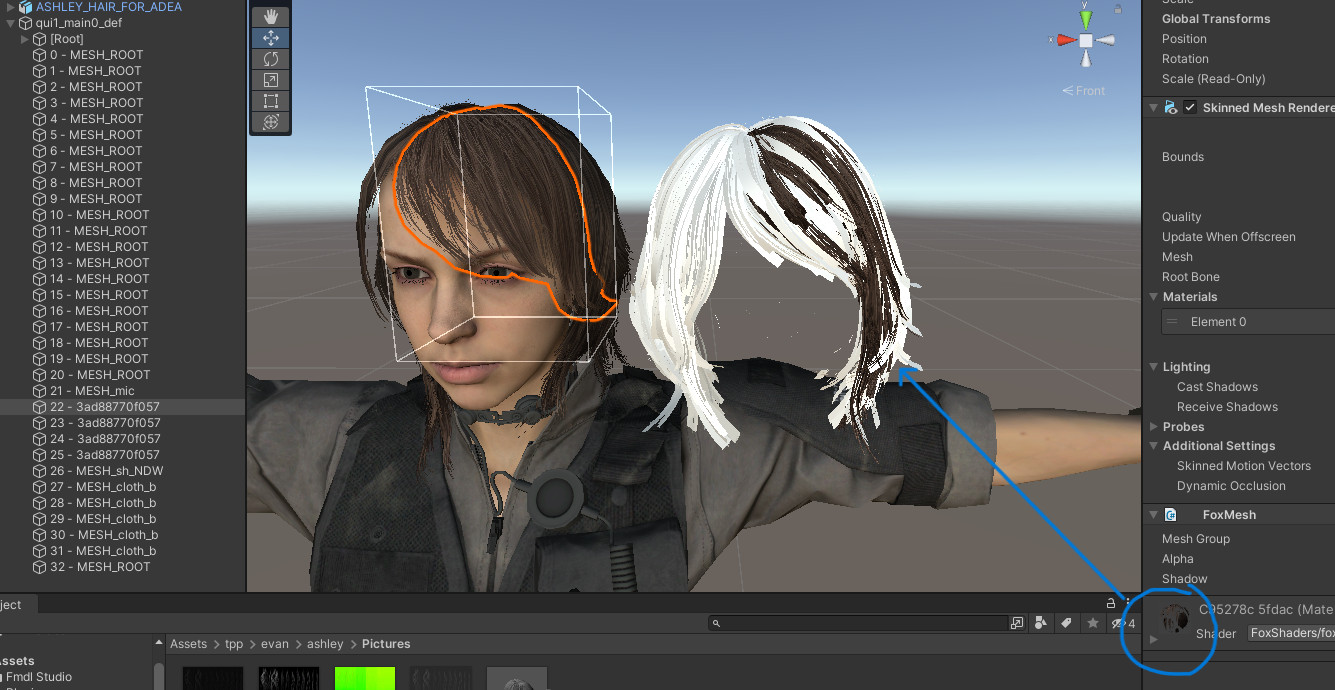 ASHLEY_HAIR_FOR_ADEA
qui1_main0_def
[Root]
0 - MESH_ROOT
1 - MESH_ROOT
2 - MESH_ROOT
3 - MESH_ROOT
4 - MESH_ROOT
5 - MESH_ROOT
6 - MESH_ROOT
7 - MESH_ROOT
8 - MESH_ROOT
9 - MESH_ROOT
10 - MESH_ROOT
11 - MESH_ROOT
12 - MESH_ROOT
13 - MESH_ROOT
14 - MESH_ROOT
15 - MESH_ROOT
16 - MESH_ROOT
17 - MESH_ROOT
18 - MESH_ROOT
19 - MESH_ROOT
20 - MESH_ROOT
21 - MESH_mic
22 - 3ad88770f057
23 - 3ad88770f057
24 - 3ad88770f057
25 - 3ad88770f057
26 - MESH_sh_NDW
27 - MESH_cloth_b
28 - MESH_cloth_b
29 - MESH_cloth_b
30 - MESH_cloth_b
31 - MESH_cloth_b
32 - MESH_ROOT
y
x
Front
Global Transforms
Position
Rotation
Scale (Read-Only)
Skinned Mesh Rendere
Bounds
Quality
Update When Offscreen
Mesh
Root Bone
Materials
Element 0
Lighting
Cast Shadows
Receive Shadows
Probes
Additional Settings
Skinned Motion Vectors
Dynamic Occlusion
FoxMesh
Mesh Group
Alpha
Shadow
5fdac (Mate
Shader FoxShaders/fox
ject
4
Assets > tpp > evan > ashley > Pictures
ssets
Fmdl Studio